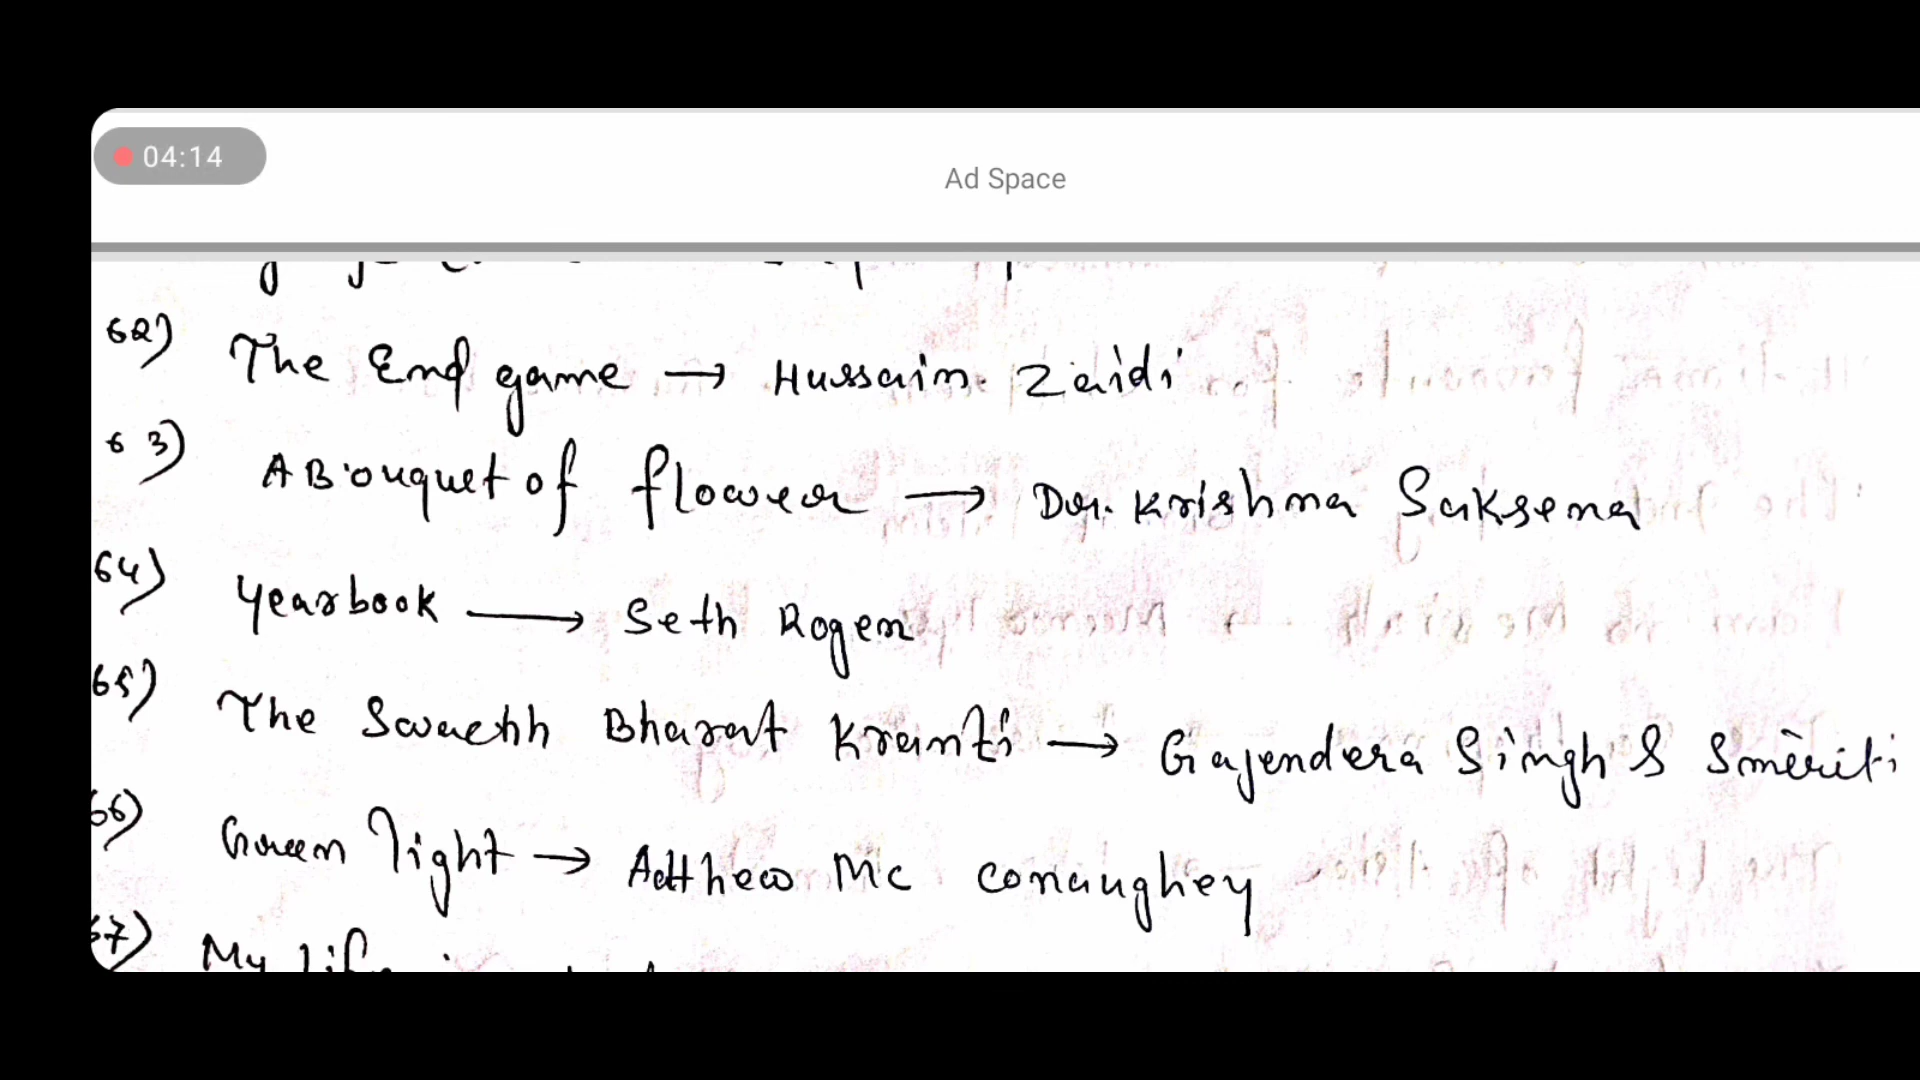 04:14
Ad Space
62) The End game → Hussain Zaidi
63) A Bouquet of flower → Dr. Krishna Saksena
64) Yearbook → Seth Rogen
65) The Swachh Bharat Kranti → Gajendera Singh & Smriti
66) Green light → Matthew Mc conaughey
67) My life